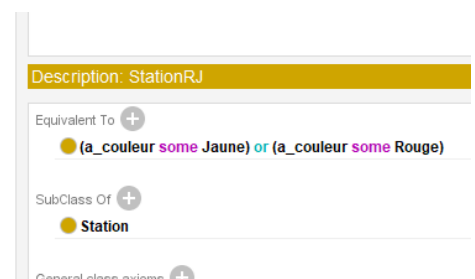 Description: StationRJ
Equivalent To
(a_couleur some Jaune) or (a_couleur some Rouge)
SubClass Of
Station
General class axioms